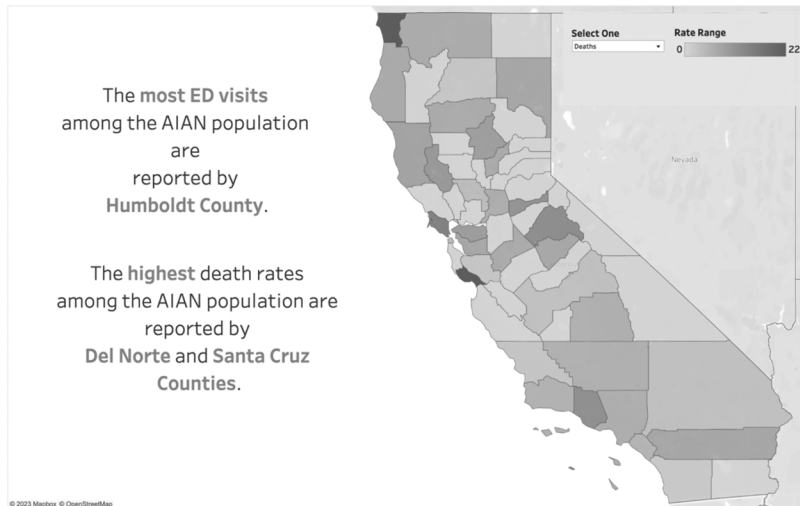 The most ED visits
among the AIAN population
are
reported by
Humboldt County.
The highest death rates
among the AIAN population are
reported by
Del Norte and Santa Cruz
Counties.
Select One
Deaths
Rate Range
0
22
Nevada
© 2023 Mapbox © OpenStreetMap